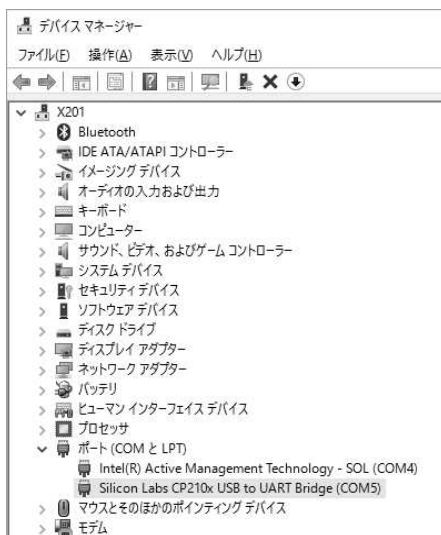 デバイス マネージャー
ファイル(F) 操作(A) 表示(V) ヘルプ(H)
X201
Bluetooth
IDE ATA/ATAPI コントローラー
イメージング デバイス
オーディオの入力および出力
キーボード
コンピューター
サウンド、ビデオ、およびゲーム コントローラー
システム デバイス
セキュリティ デバイス
ソフトウェア デバイス
ディスク ドライブ
ディスプレイ アダプター
ネットワーク アダプター
バッテリ
ヒューマン インターフェイス デバイス
プロセッサ
ポート (COM と LPT)
Intel(R) Active Management Technology - SOL (COM4)
Silicon Labs CP210x USB to UART Bridge (COM5)
マウスとそのほかのポインティング デバイス
モデム